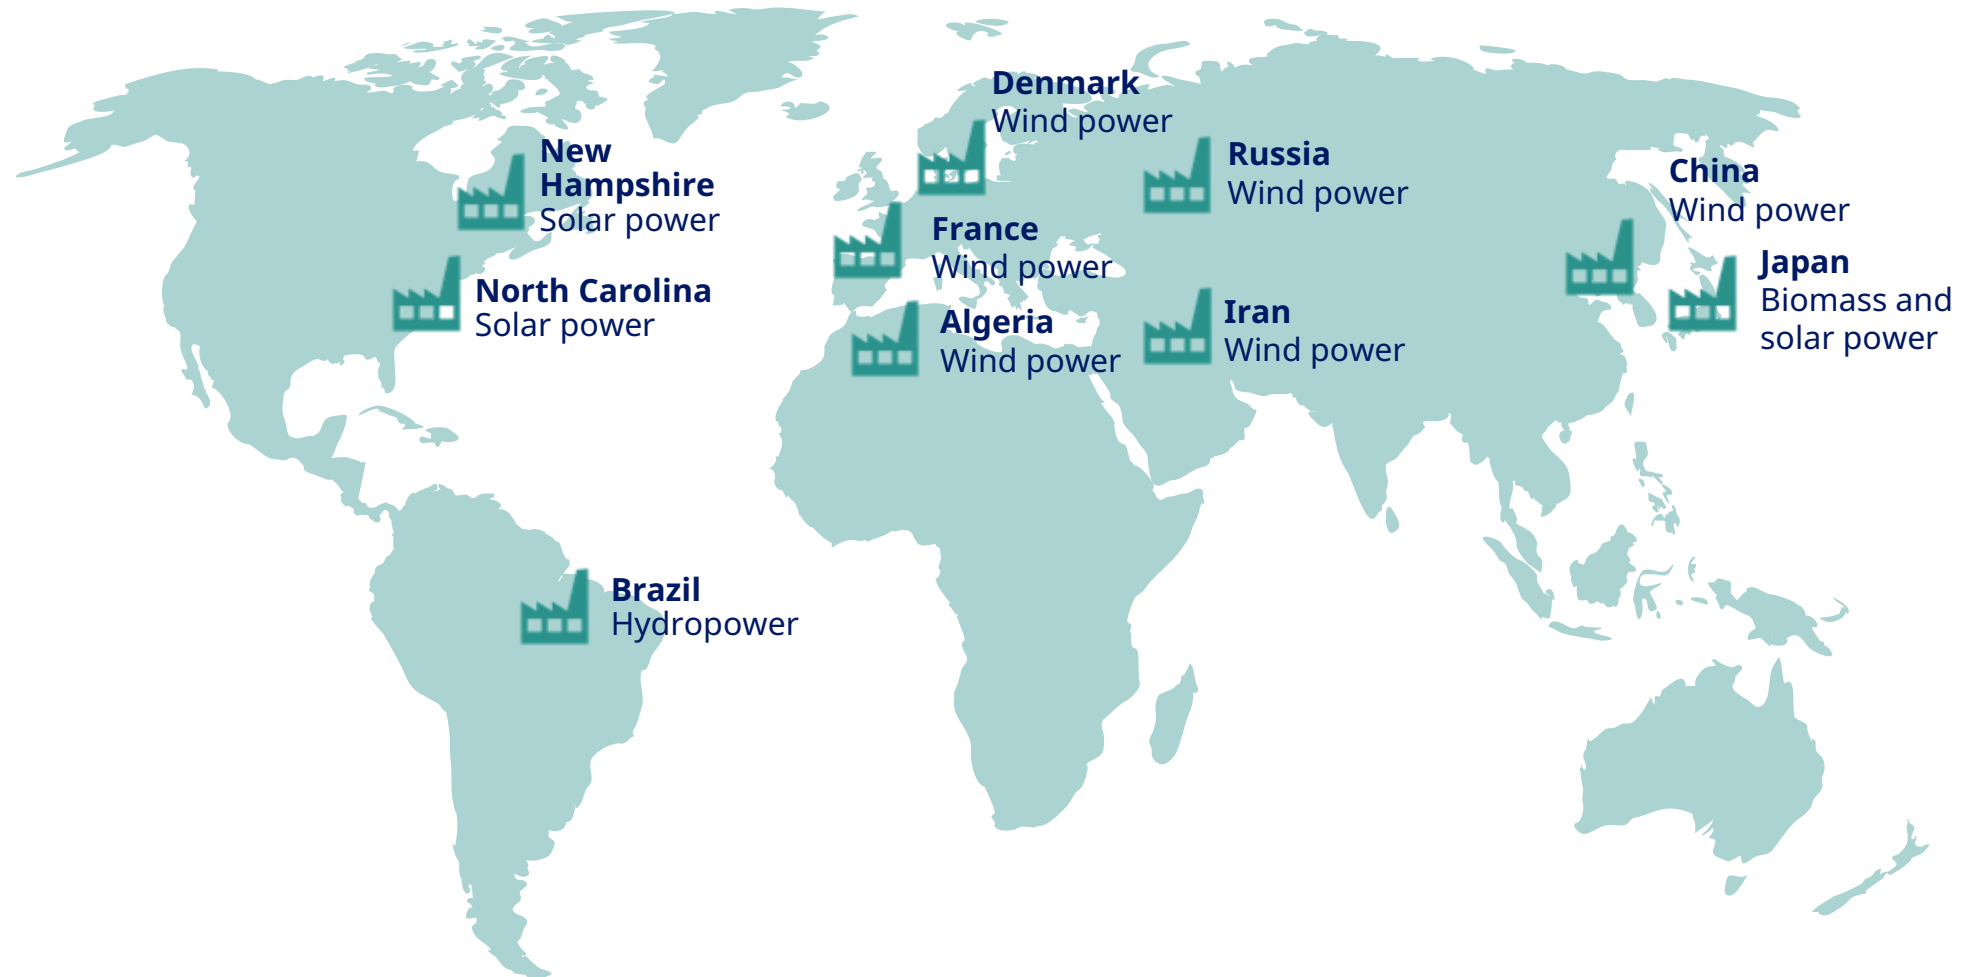 Denmark
Wind power
New
Hampshire
Solar power
Russia
Wind power
China
Wind power
France
Wind power
Japan
Biomass and
solar power
North Carolina
Solar power
Algeria
Wind power
Iran
Wind power
Brazil
Hydropower